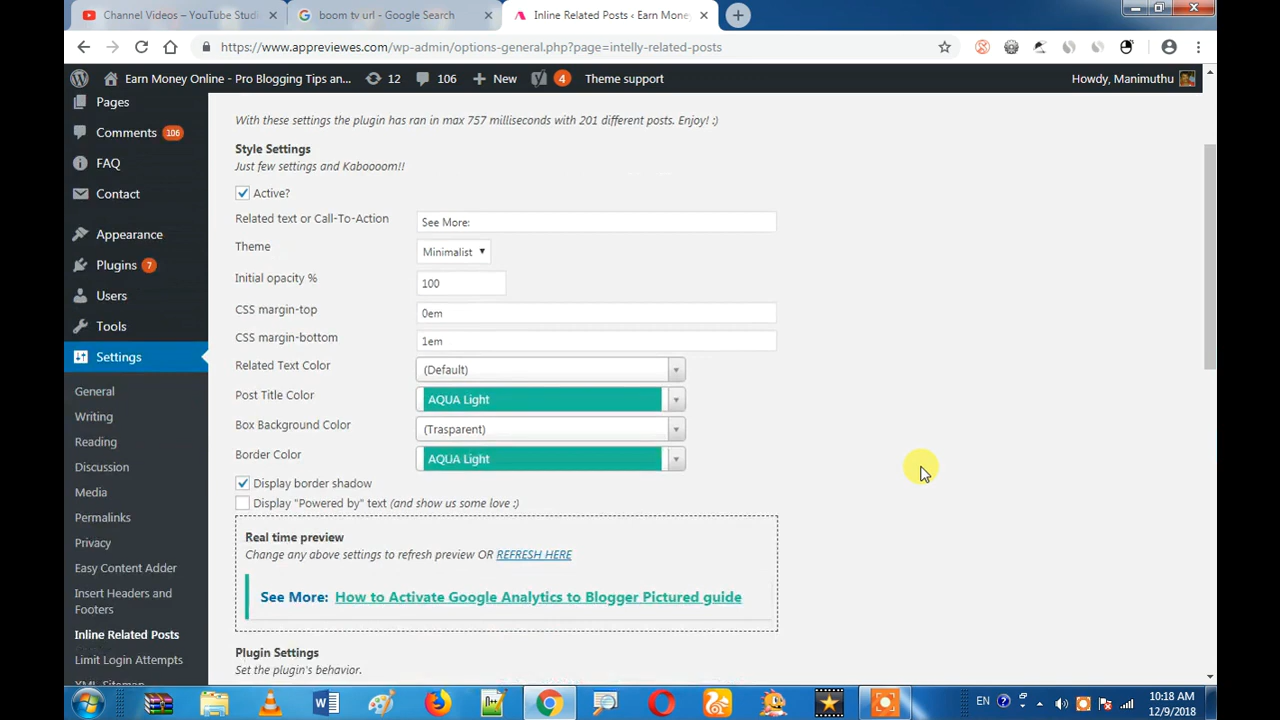 Channel Videos – YouTube Studi
boom tv url - Google Search
Inline Related Posts ‹ Earn Mone
https://www.appreviewes.com/wp-admin/options-general.php?page=intelly-related-posts
Earn Money Online - Pro Blogging Tips an...
12
106
New
4
Theme support
Howdy, Manimuthu
Pages
Comments 106
FAQ
Contact
Appearance
Plugins 7
Users
Tools
Settings
General
Writing
Reading
Discussion
Media
Permalinks
Privacy
Easy Content Adder
Insert Headers and
Footers
Inline Related Posts
Limit Login Attempts
XML-Sitemap
With these settings the plugin has ran in max 757 milliseconds with 201 different posts. Enjoy! :)
Style Settings
Just few settings and Kaboooom!!
Active?
Related text or Call-To-Action See More:
Theme Minimalist
Initial opacity % 100
CSS margin-top 0em
CSS margin-bottom 1em
Related Text Color (Default)
Post Title Color AQUA Light
Box Background Color (Trasparent)
Border Color AQUA Light
Display border shadow
Display "Powered by" text (and show us some love :)
Real time preview
Change any above settings to refresh preview OR REFRESH HERE
See More: How to Activate Google Analytics to Blogger Pictured guide
Plugin Settings
Set the plugin's behavior.
EN
10:18 AM
12/9/2018